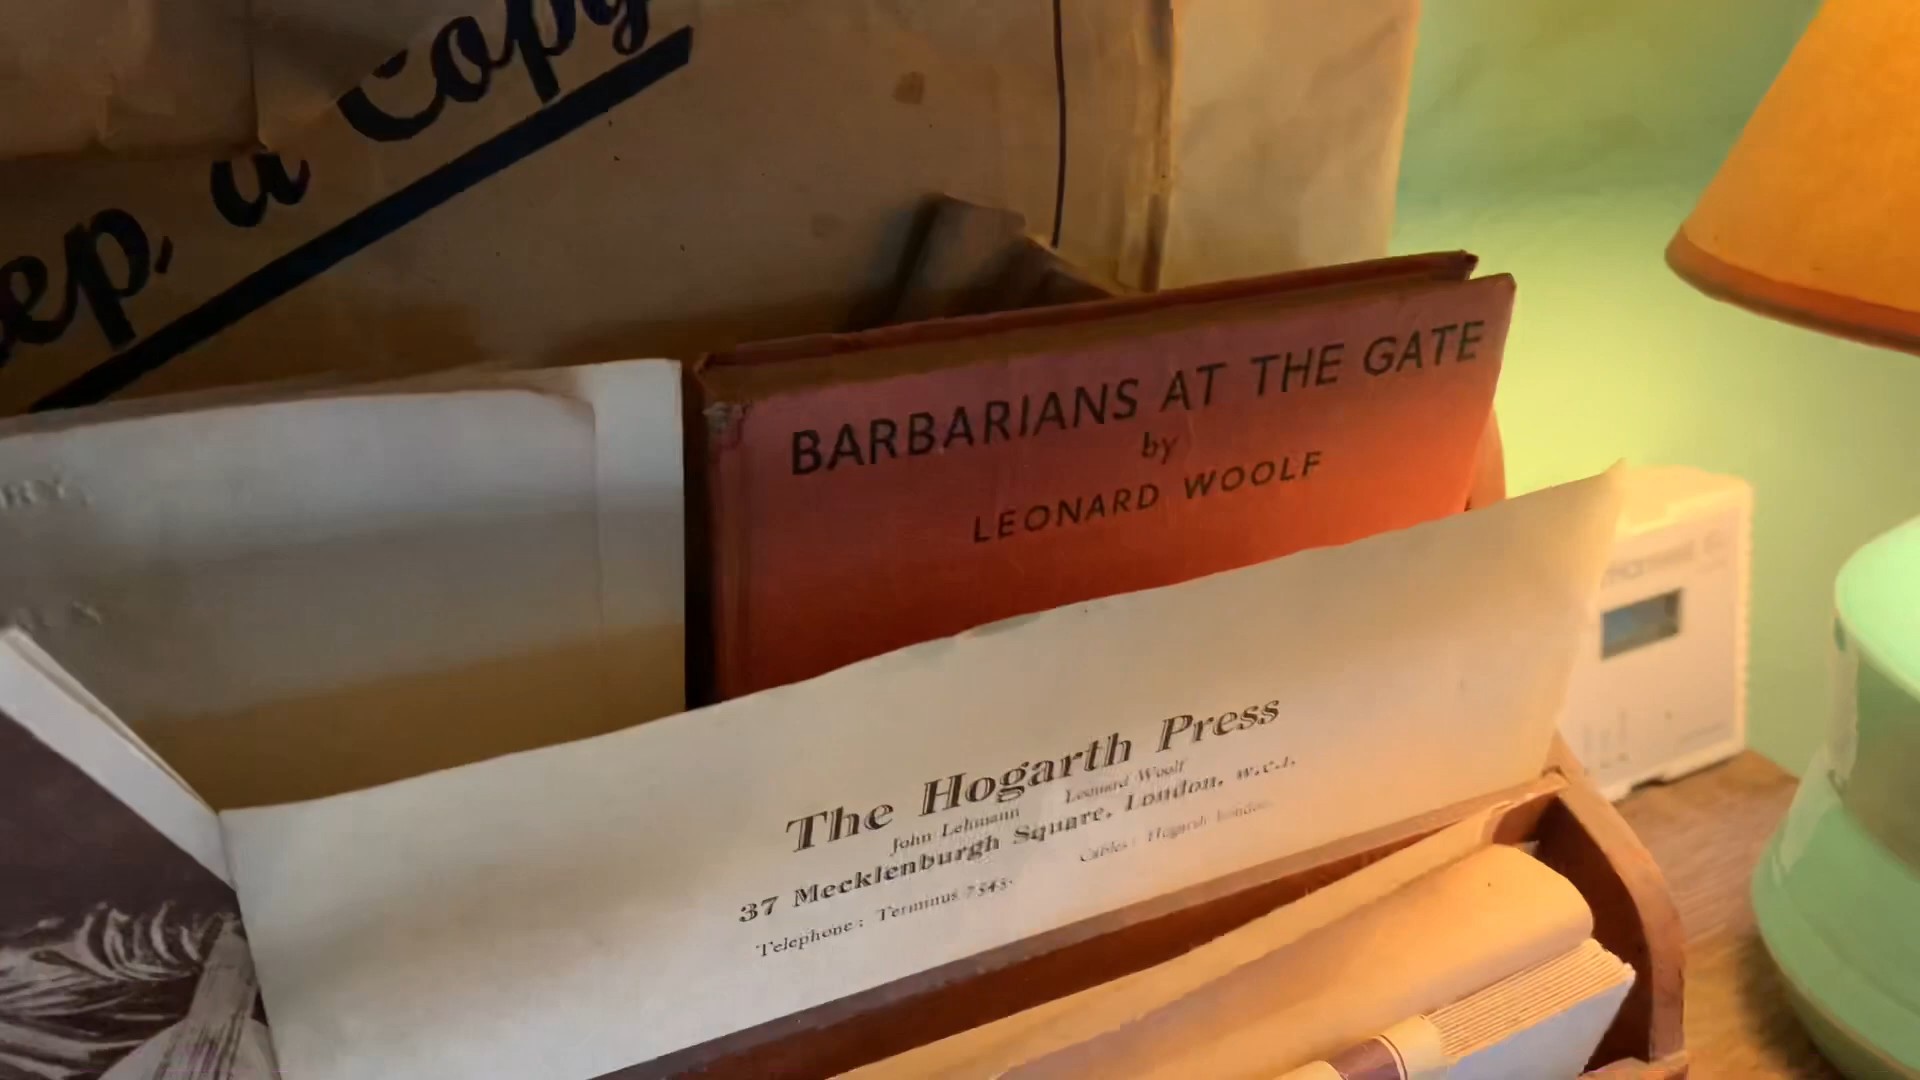 a Copy
BARBARIANS AT THE GATE
by
LEONARD WOOLF
The Hogarth Press
John Lehmann Leonard Woolf
37 Mecklenburgh Square, London, W.C.1.
Telephone: Terminus 7545. Cables: Hogarth London.